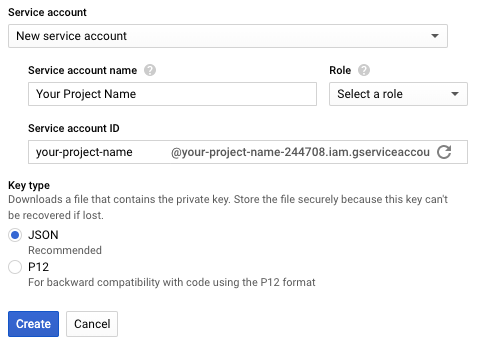 Service account
New service account
Service account name ?
Role ?
Your Project Name
Select a role
Service account ID
your-project-name @your-project-name-244708.iam.gserviceaccou
Key type
Downloads a file that contains the private key. Store the file securely because this key can't
be recovered if lost.
JSON
Recommended
P12
For backward compatibility with code using the P12 format
Create
Cancel